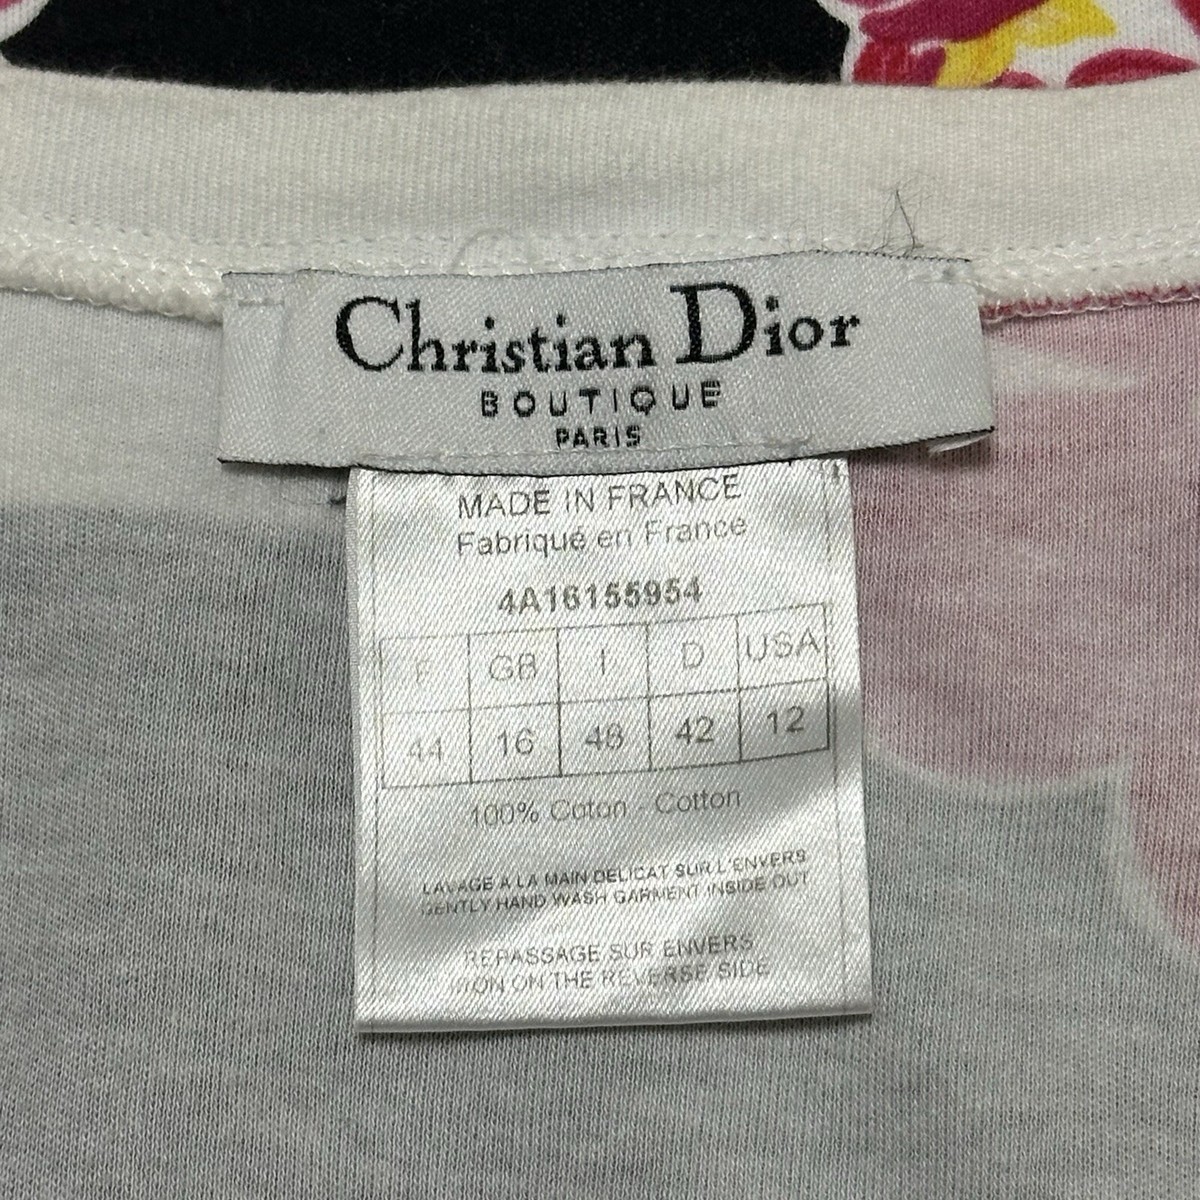 Christian Dior
BOUTIQUE
PARIS
MADE IN FRANCE
Fabriqué en France
4A16155954
F GB I D USA
44 16 48 42 12
100% Coton - Cotton
LAVAGE A LA MAIN DELICAT SUR L'ENVERS
GENTLY HAND WASH GARMENT INSIDE OUT
REPASSAGE SUR ENVERS
IRON ON THE REVERSE SIDE